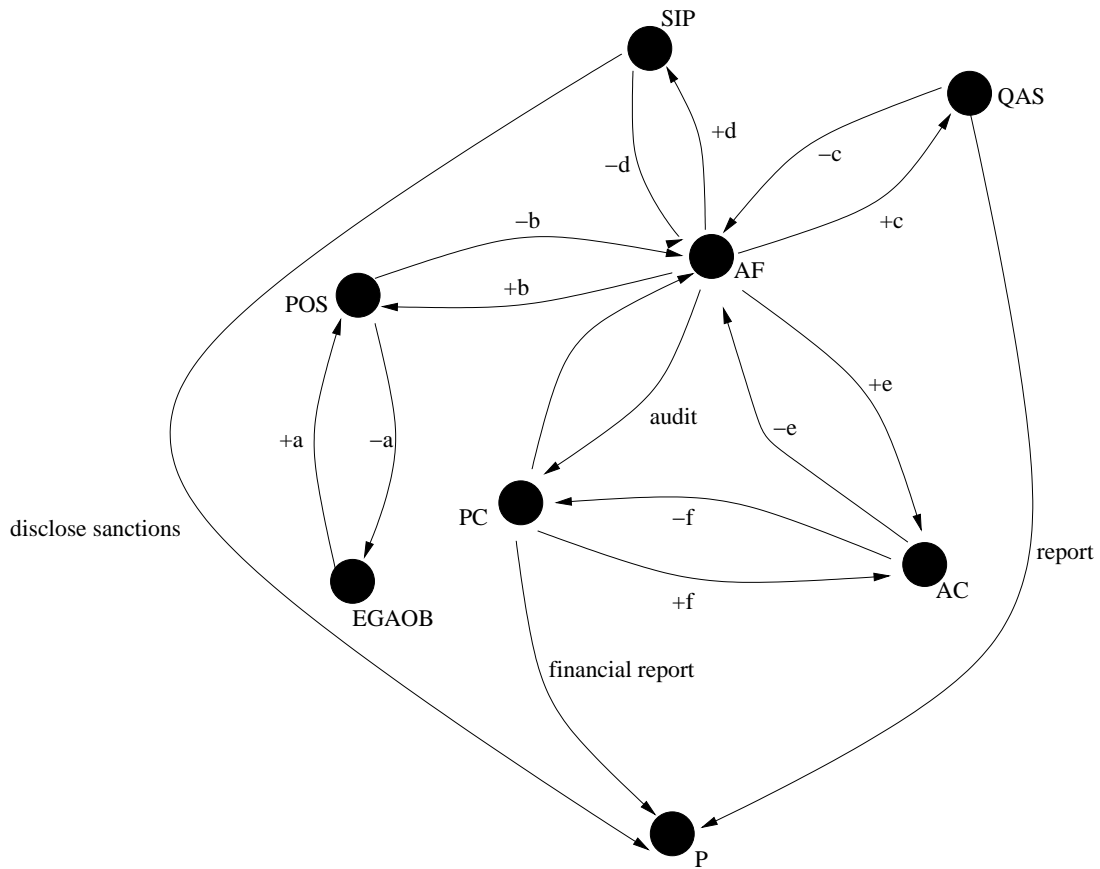 SIP
QAS
+d
−c
−d
−b
+c
AF
+b
POS
+e
audit
−e
+a
−a
PC
−f
disclose sanctions
report
AC
+f
EGAOB
financial report
P